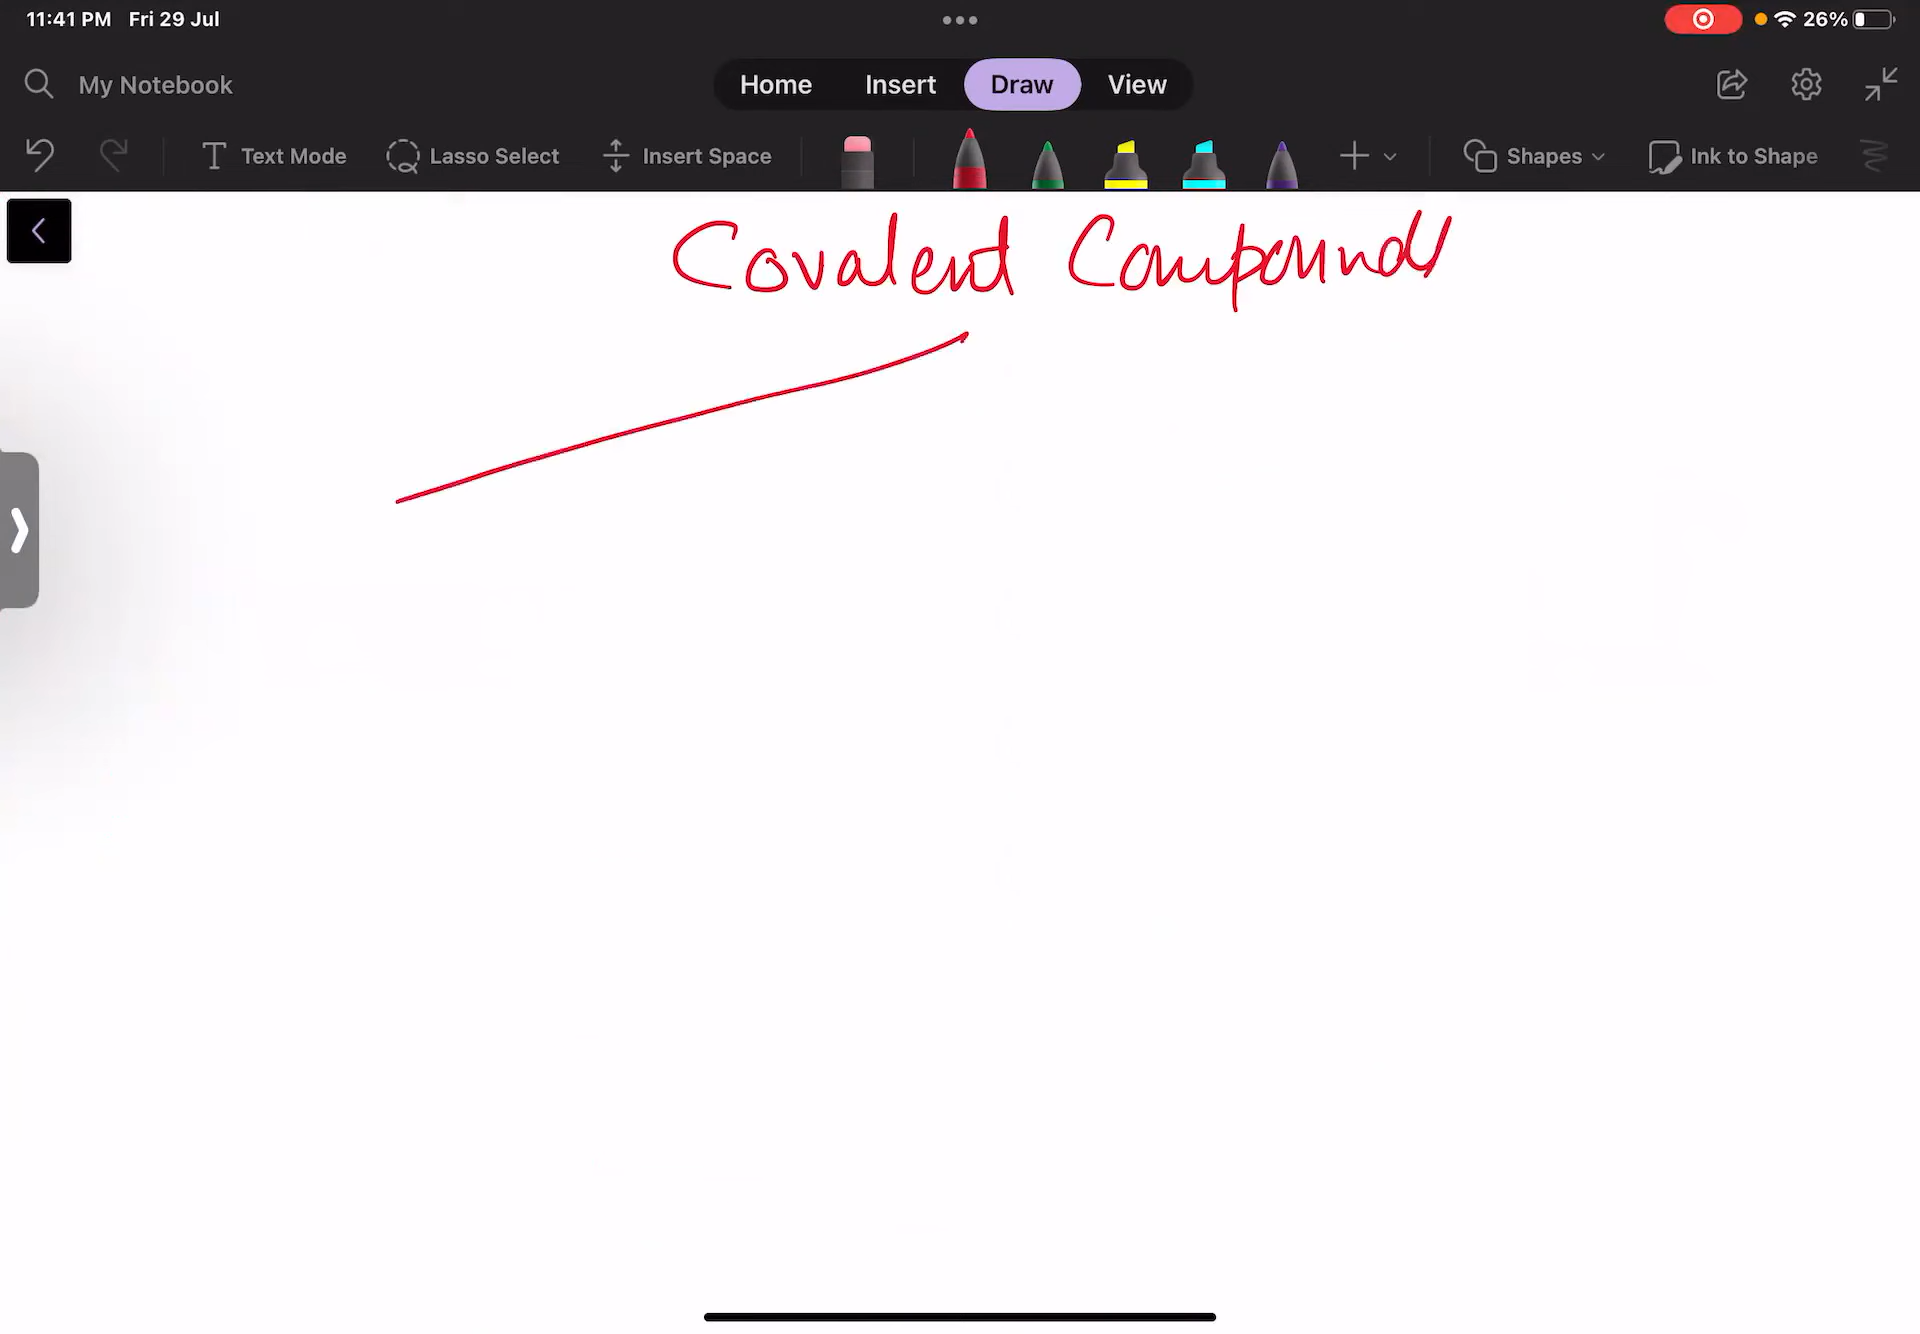 11:41 PM Fri 29 Jul 26%
My Notebook Home Insert Draw View
Text Mode Lasso Select Insert Space Shapes Ink to Shape
Covalent Compounds